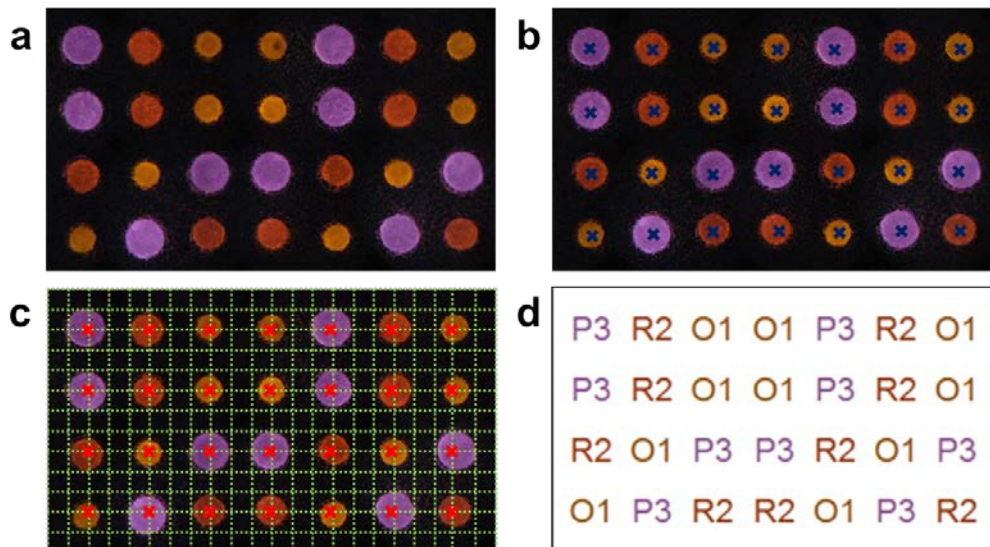 a
b
c
d
P3 R2 O1 O1 P3 R2 O1
P3 R2 O1 O1 P3 R2 O1
R2 O1 P3 P3 R2 O1 P3
O1 P3 R2 R2 O1 P3 R2